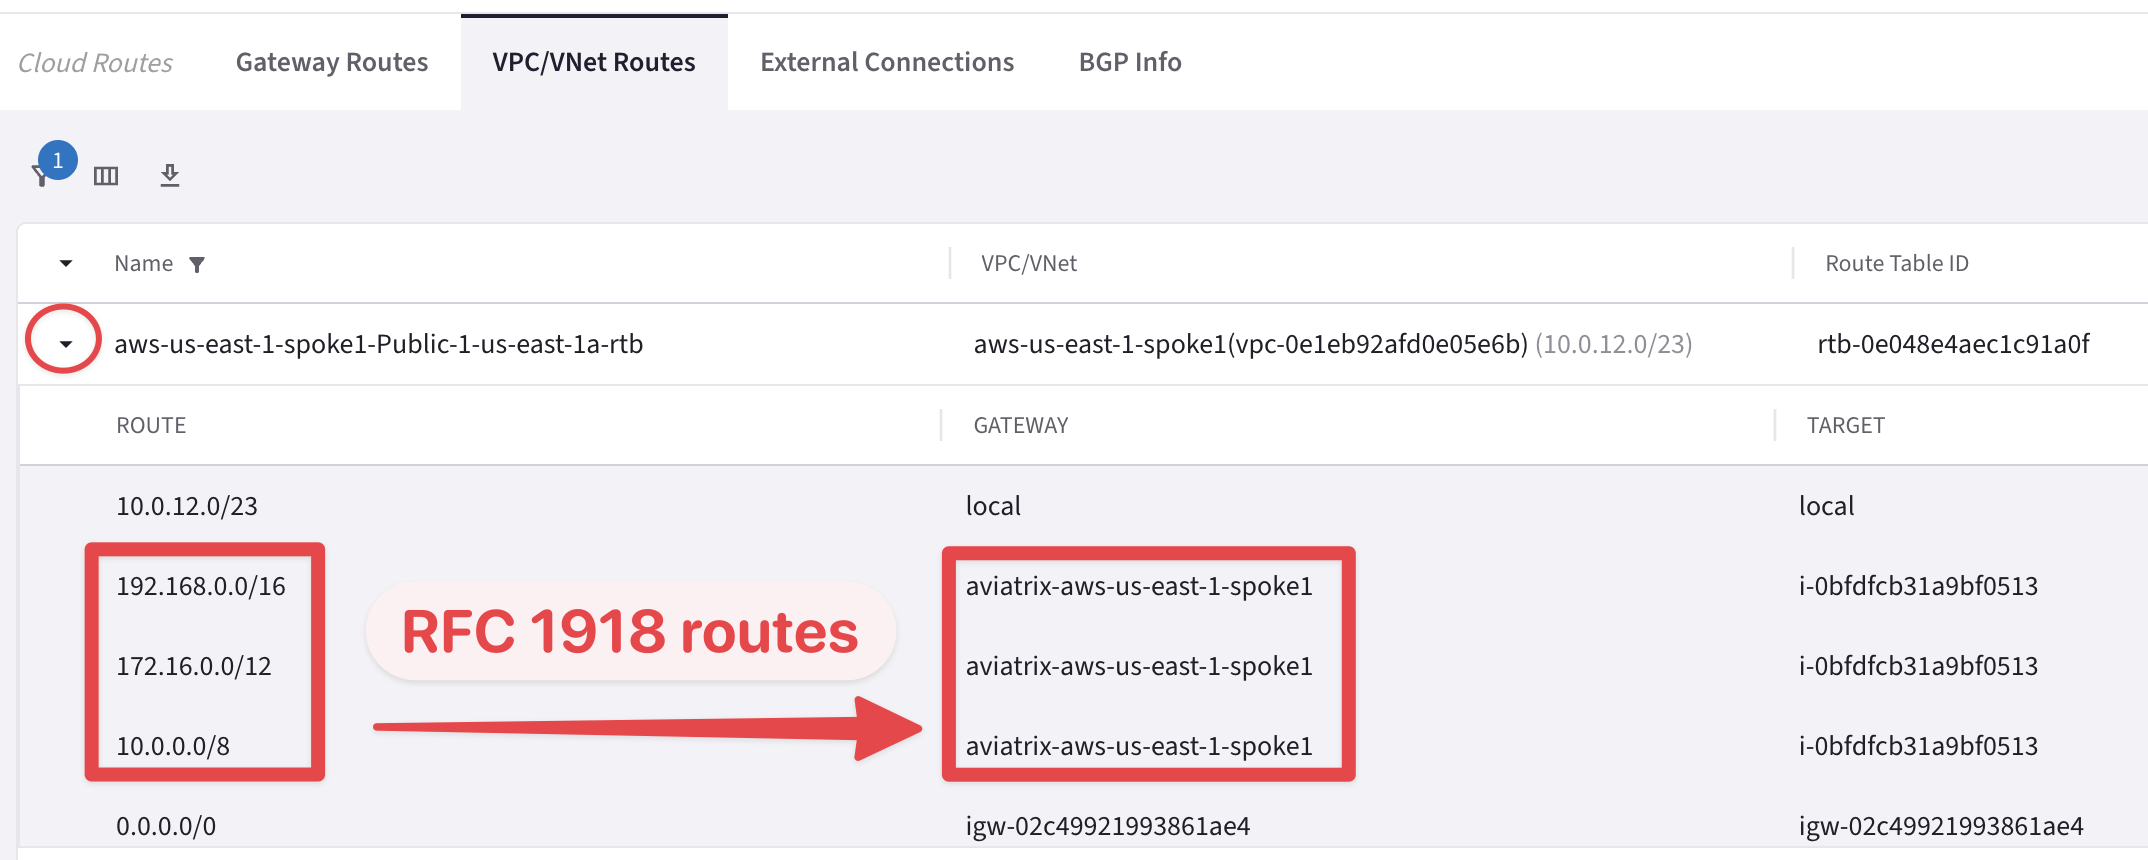 Cloud Routes Gateway Routes VPC/VNet Routes External Connections BGP Info
1
Name VPC/VNet Route Table ID
aws-us-east-1-spoke1-Public-1-us-east-1a-rtb aws-us-east-1-spoke1(vpc-0e1eb92afd0e05e6b) (10.0.12.0/23) rtb-0e048e4aec1c91a0f
ROUTE GATEWAY TARGET
10.0.12.0/23 local local
192.168.0.0/16 aviatrix-aws-us-east-1-spoke1 i-0bfdfcb31a9bf0513
RFC 1918 routes
172.16.0.0/12 aviatrix-aws-us-east-1-spoke1 i-0bfdfcb31a9bf0513
10.0.0.0/8 aviatrix-aws-us-east-1-spoke1 i-0bfdfcb31a9bf0513
0.0.0.0/0 igw-02c49921993861ae4 igw-02c49921993861ae4